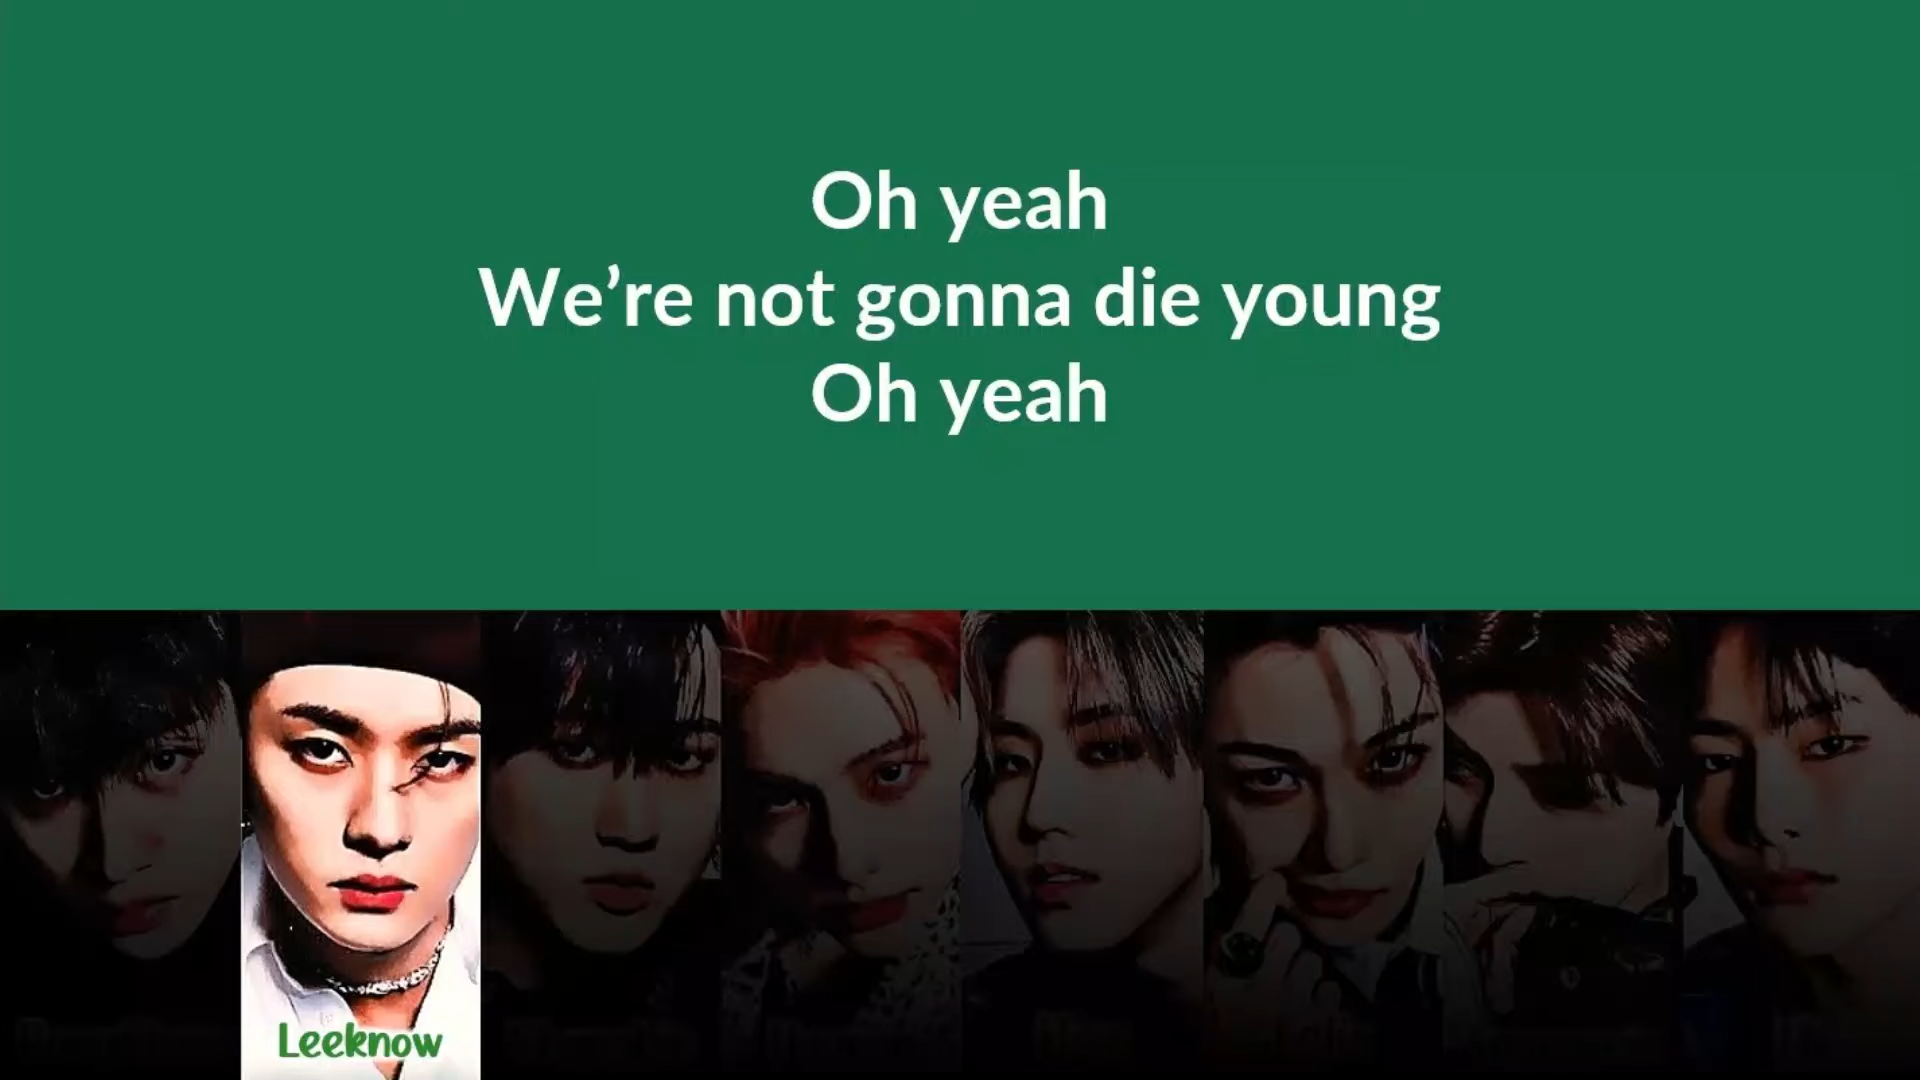 Oh yeah
We’re not gonna die young
Oh yeah
Leeknow